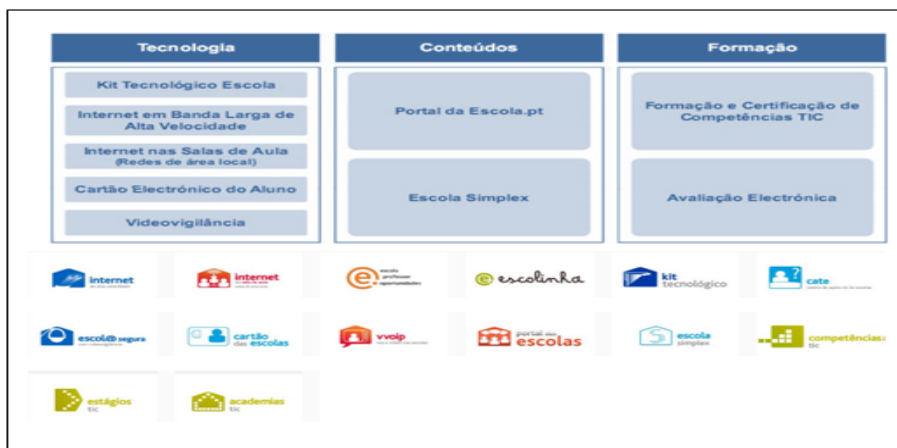 Tecnologia
Kit Tecnológico Escola
Internet em Banda Larga de
Alta Velocidade
Internet nas Salas de Aula
(Redes de área local)
Cartão Electrónico do Aluno
Videovigilância
Conteúdos
Portal da Escola.pt
Escola Simplex
Formação
Formação e Certificação de
Competências TIC
Avaliação Electrónica
internet
internet
escola
professor
oportunidades
escolinha
kit
tecnológico
cate
escol@ segura
cartão
das escolas
vvoip
portal das
escolas
escola
simplex
competências
tic
estágios
tic
academias
tic